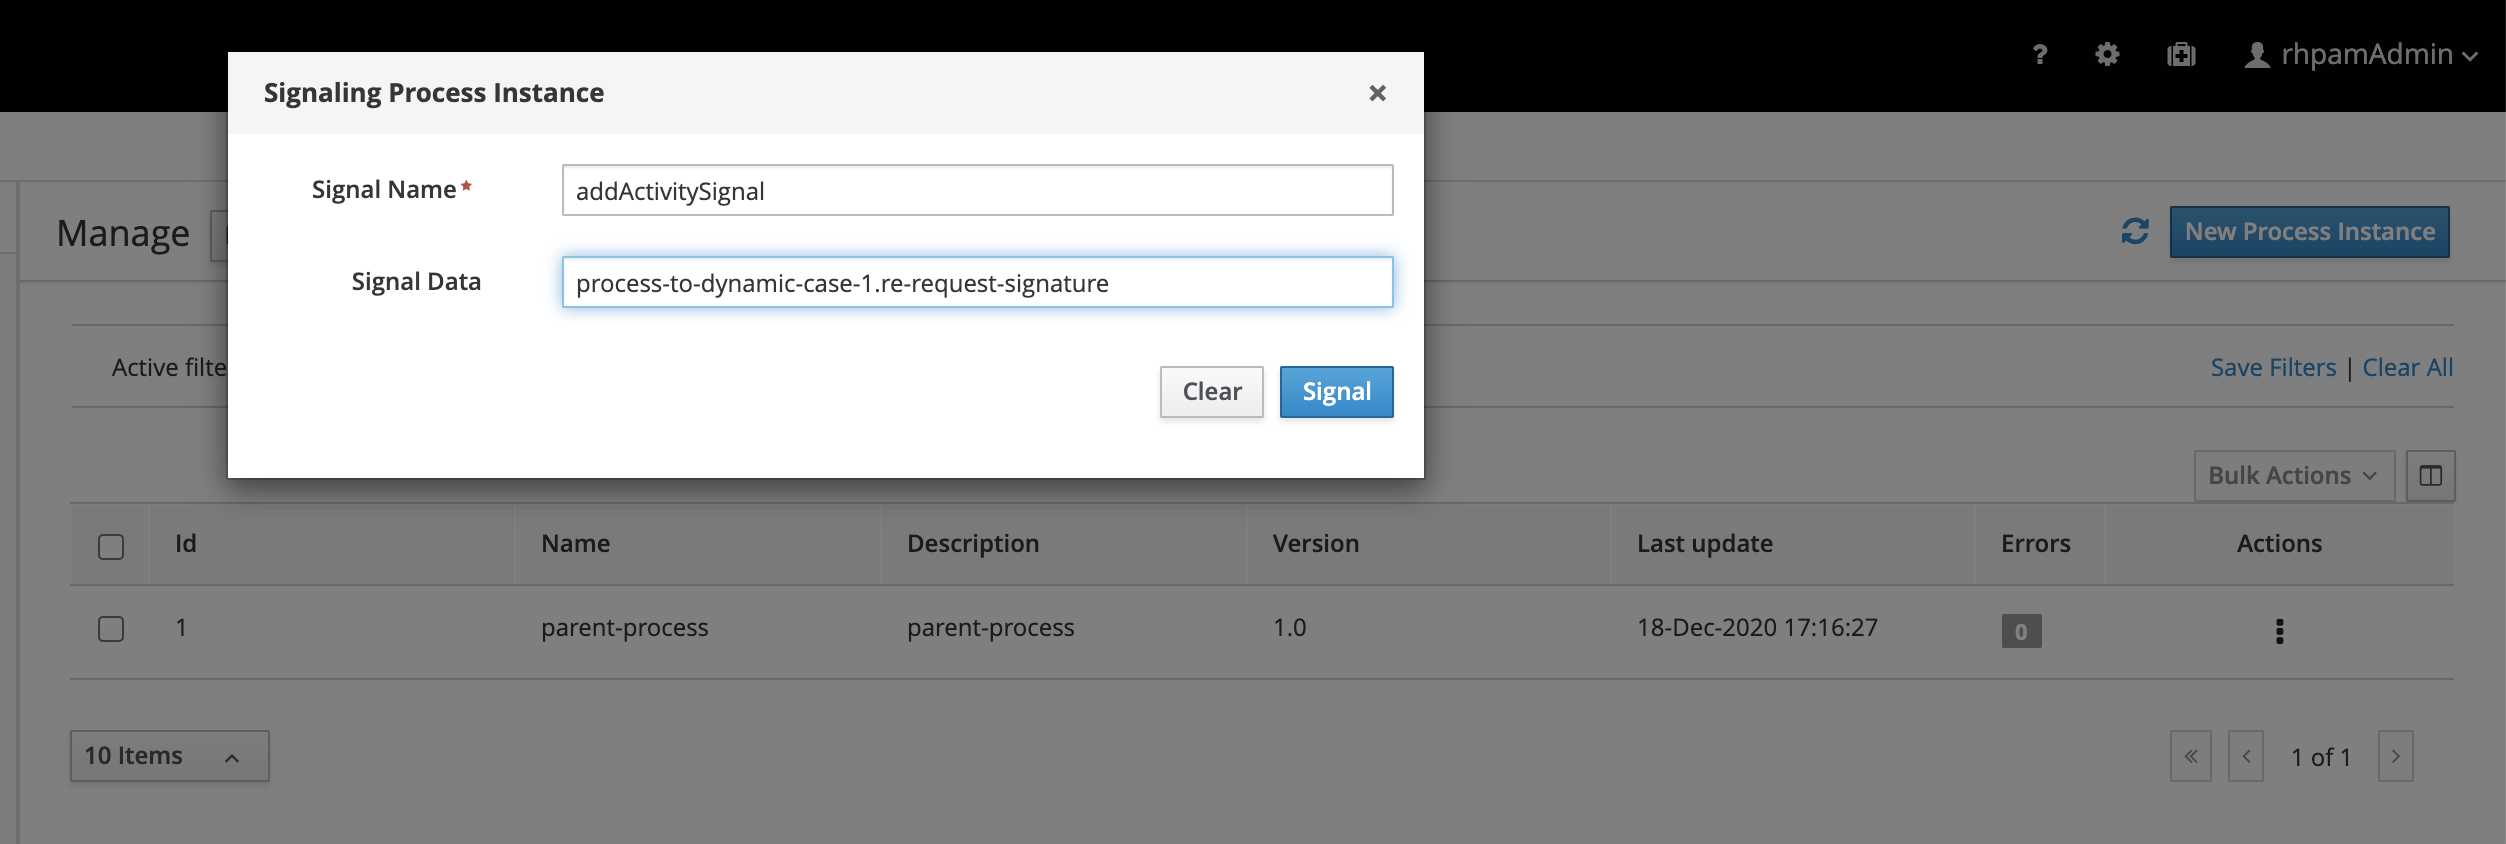 ? rhpamAdmin
Signaling Process Instance ×
Signal Name*
addActivitySignal
Signal Data
process-to-dynamic-case-1.re-request-signature
Clear Signal
Manage
New Process Instance
Active filte
Save Filters | Clear All
Bulk Actions
Id Name Description Version Last update Errors Actions
1 parent-process parent-process 1.0 18-Dec-2020 17:16:27 0
10 Items
1 of 1